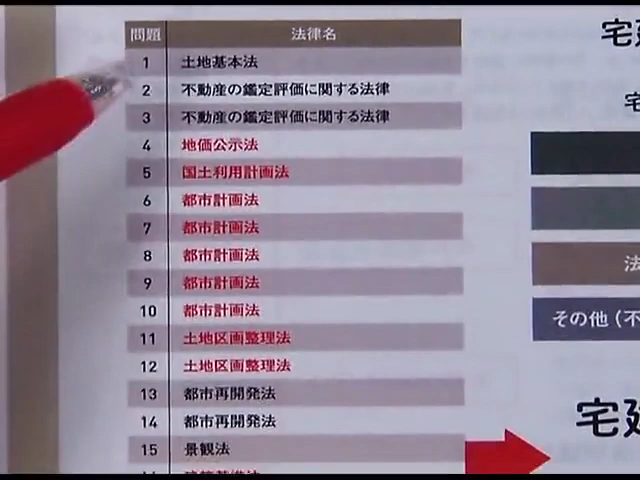 問題 法律名
1 土地基本法
2 不動産の鑑定評価に関する法律
3 不動産の鑑定評価に関する法律
4 地価公示法
5 国土利用計画法
6 都市計画法
7 都市計画法
8 都市計画法
9 都市計画法
10 都市計画法
11 土地区画整理法
12 土地区画整理法
13 都市再開発法
14 都市再開発法
15 景観法
宅
宅
法
その他（不
宅建